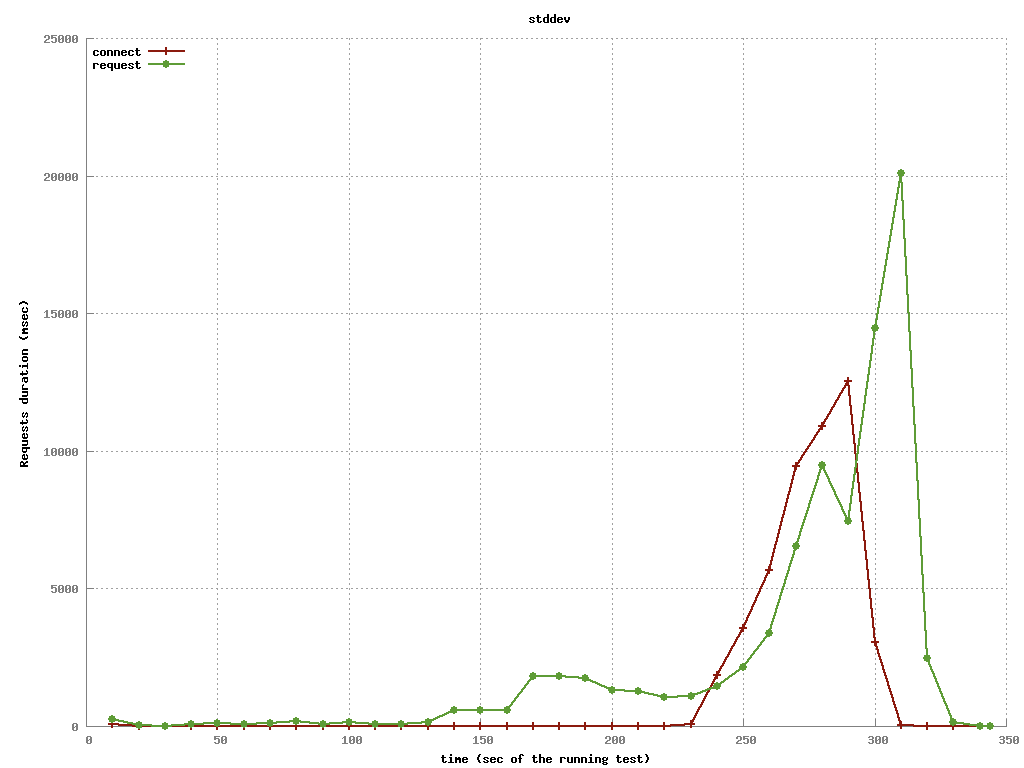 stddev
25000
connect
request
20000
15000
Requests duration (msec)
10000
5000
0
0 50 100 150 200 250 300 350
time (sec of the running test)